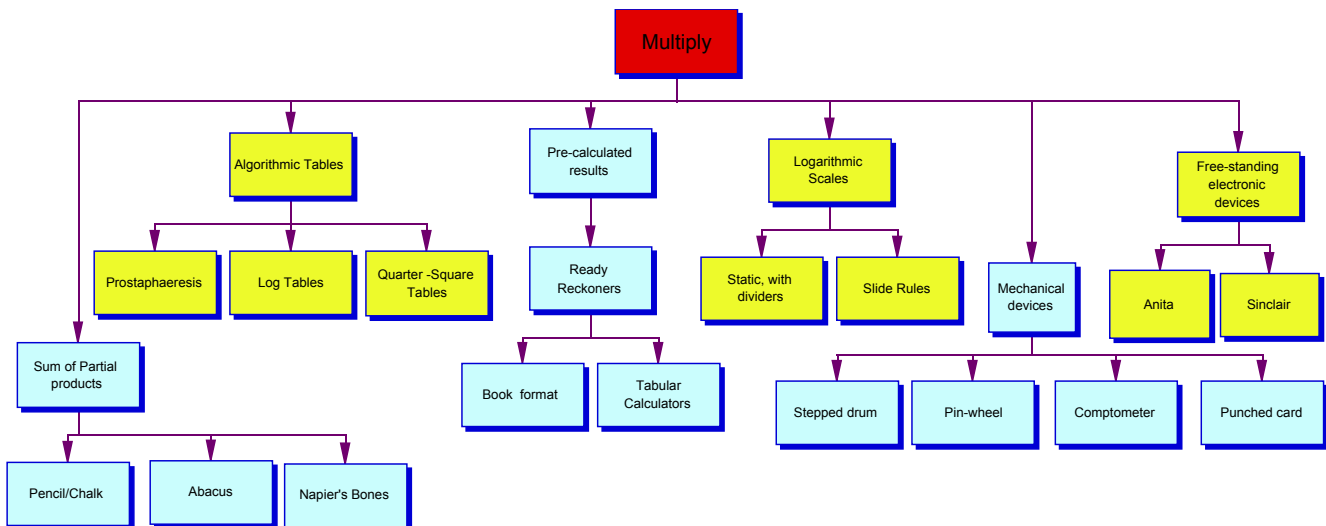 Multiply
Algorithmic Tables
Pre-calculated
results
Logarithmic
Scales
Free-standing
electronic
devices
Prostaphaeresis
Log Tables
Quarter -Square
Tables
Ready
Reckoners
Static, with
dividers
Slide Rules
Mechanical
devices
Anita
Sinclair
Sum of Partial
products
Book format
Tabular
Calculators
Stepped drum
Pin-wheel
Comptometer
Punched card
Pencil/Chalk
Abacus
Napier's Bones